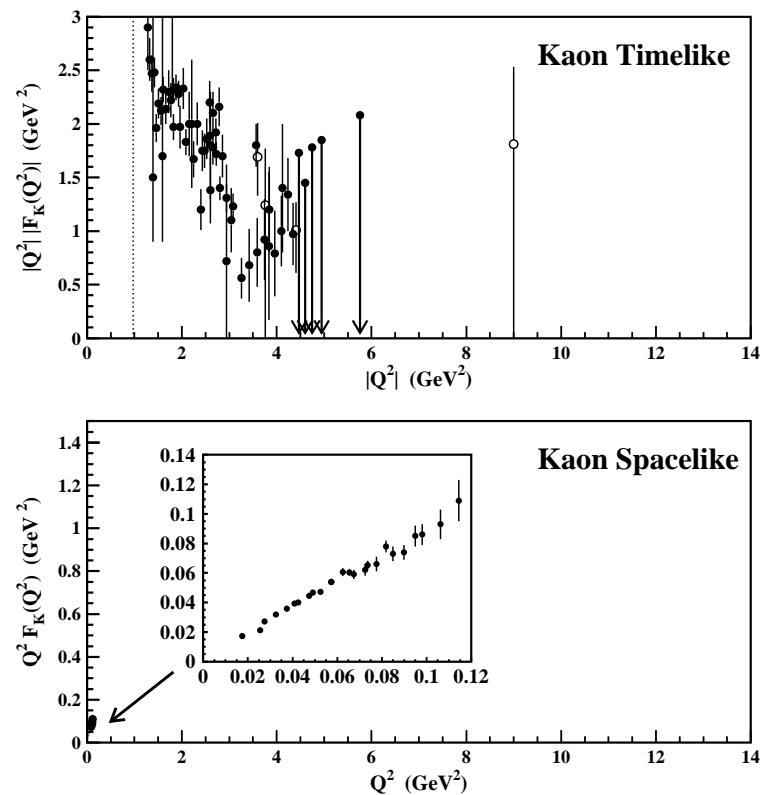 Kaon Timelike
|Q²| |F_K(Q²)| (GeV²)
3
2.5
2
1.5
1
0.5
0
0 2 4 6 8 10 12 14
|Q²| (GeV²)
Kaon Spacelike
Q² F_K(Q²) (GeV²)
1.4
1.2
1
0.8
0.6
0.4
0.2
0
0.14
0.12
0.1
0.08
0.06
0.04
0.02
0
0 0.02 0.04 0.06 0.08 0.1 0.12
0 2 4 6 8 10 12 14
Q² (GeV²)